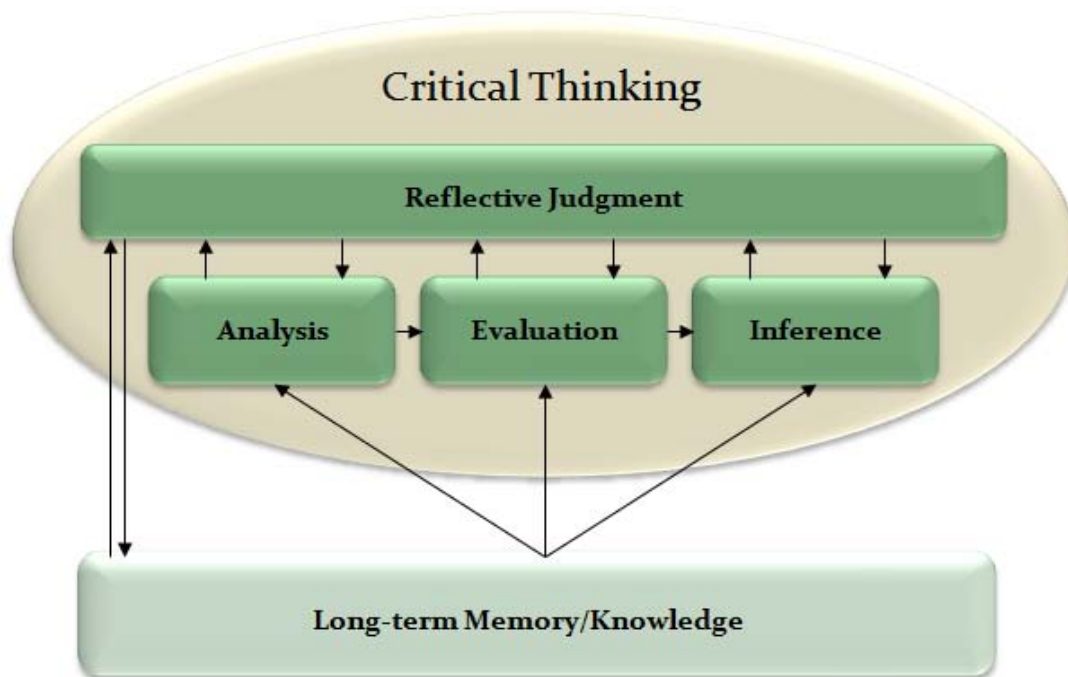 Critical Thinking
Reflective Judgment
Analysis
Evaluation
Inference
Long-term Memory/Knowledge